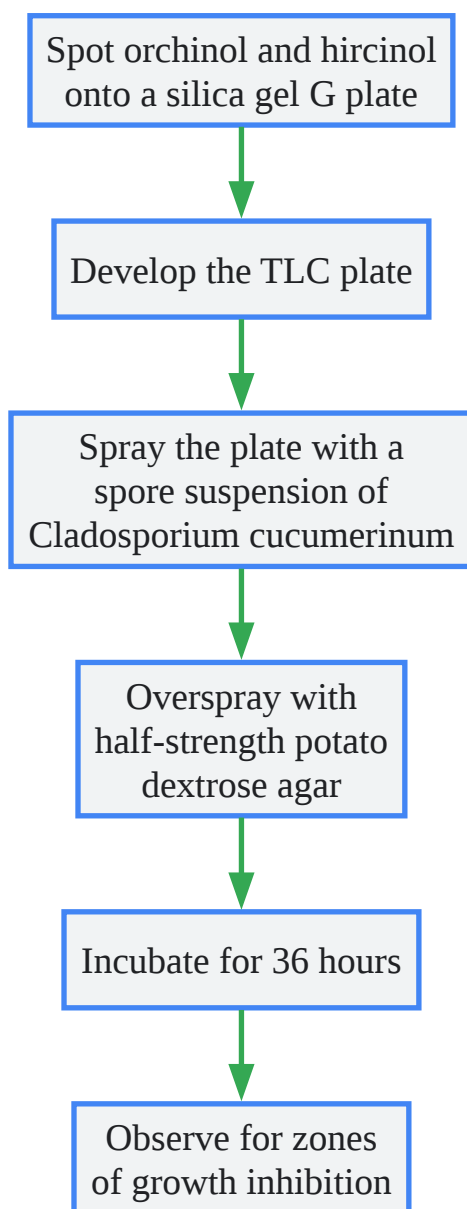 Spot orchinol and hircinol
onto a silica gel G plate
Develop the TLC plate
Spray the plate with a
spore suspension of
Cladosporium cucumerinum
Overspray with
half-strength potato
dextrose agar
Incubate for 36 hours
Observe for zones
of growth inhibition